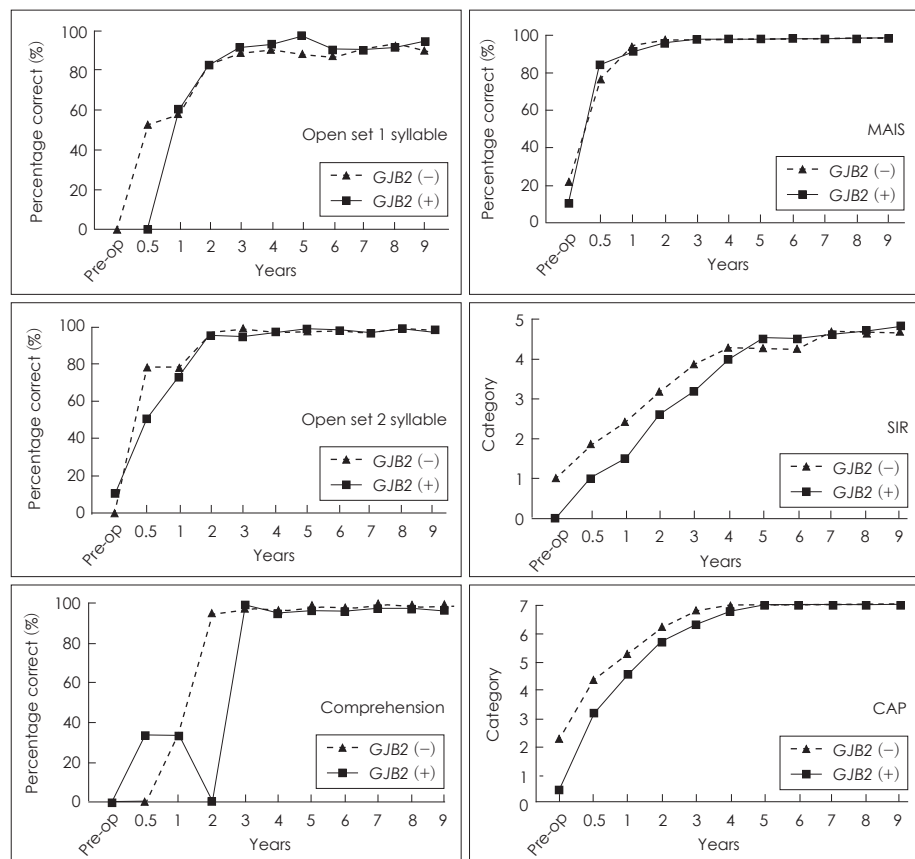 Percentage correct (%)
100
80
60
40
20
0
Open set 1 syllable
GJB2 (−)
GJB2 (+)
Pre-op 0.5 1 2 3 4 5 6 7 8 9
Years
Percentage correct (%)
100
80
60
40
20
0
MAIS
GJB2 (−)
GJB2 (+)
Pre-op 0.5 1 2 3 4 5 6 7 8 9
Years
Percentage correct (%)
100
80
60
40
20
0
Open set 2 syllable
GJB2 (−)
GJB2 (+)
Pre-op 0.5 1 2 3 4 5 6 7 8 9
Years
Category
5
4
3
2
1
0
SIR
GJB2 (−)
GJB2 (+)
Pre-op 0.5 1 2 3 4 5 6 7 8 9
Years
Percentage correct (%)
100
80
60
40
20
0
Comprehension
GJB2 (−)
GJB2 (+)
Pre-op 0.5 1 2 3 4 5 6 7 8 9
Years
Category
7
6
5
4
3
2
1
0
CAP
GJB2 (−)
GJB2 (+)
Pre-op 0.5 1 2 3 4 5 6 7 8 9
Years